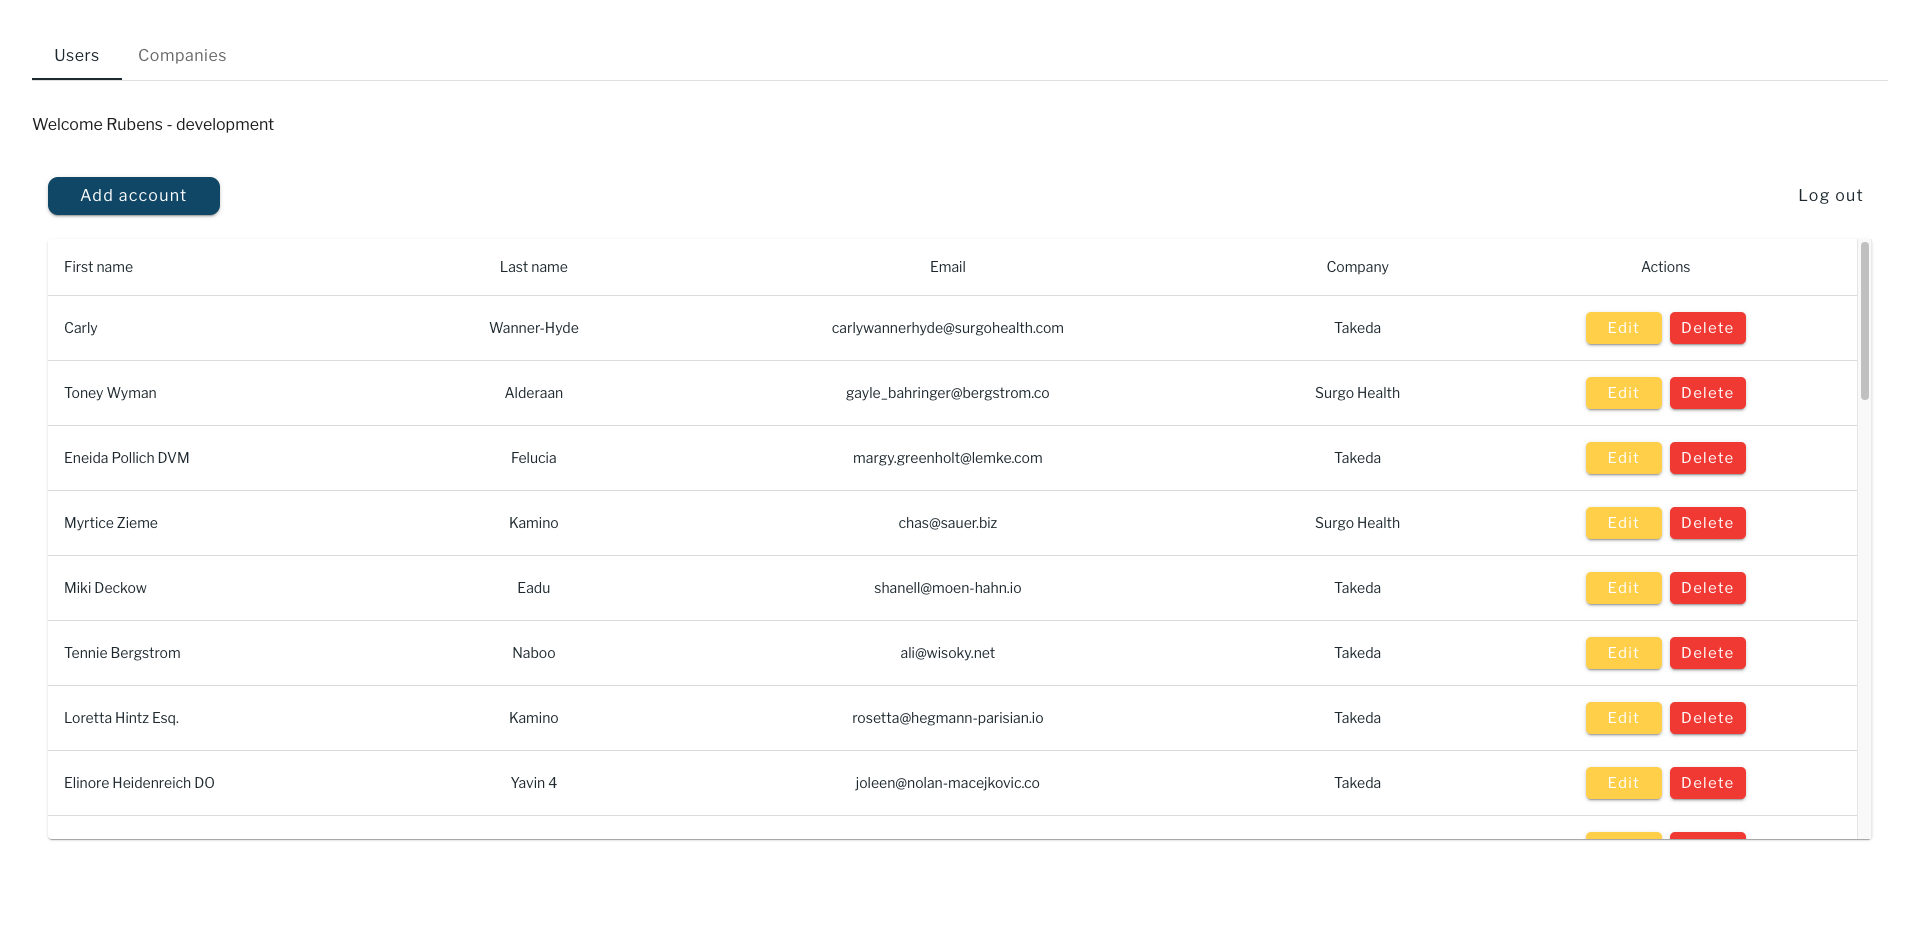 Users Companies
Welcome Rubens - development
Add account Log out
First name Last name Email Company Actions
Carly Wanner-Hyde carlywannerhyde@surgohealth.com Takeda Edit Delete
Toney Wyman Alderaan gayle_bahringer@bergstrom.co Surgo Health Edit Delete
Eneida Pollich DVM Felucia margy.greenholt@lemke.com Takeda Edit Delete
Myrtice Zieme Kamino chas@sauer.biz Surgo Health Edit Delete
Miki Deckow Eadu shanell@moen-hahn.io Takeda Edit Delete
Tennie Bergstrom Naboo ali@wisoky.net Takeda Edit Delete
Loretta Hintz Esq. Kamino rosetta@hegmann-parisian.io Takeda Edit Delete
Elinore Heidenreich DO Yavin 4 joleen@nolan-macejkovic.co Takeda Edit Delete